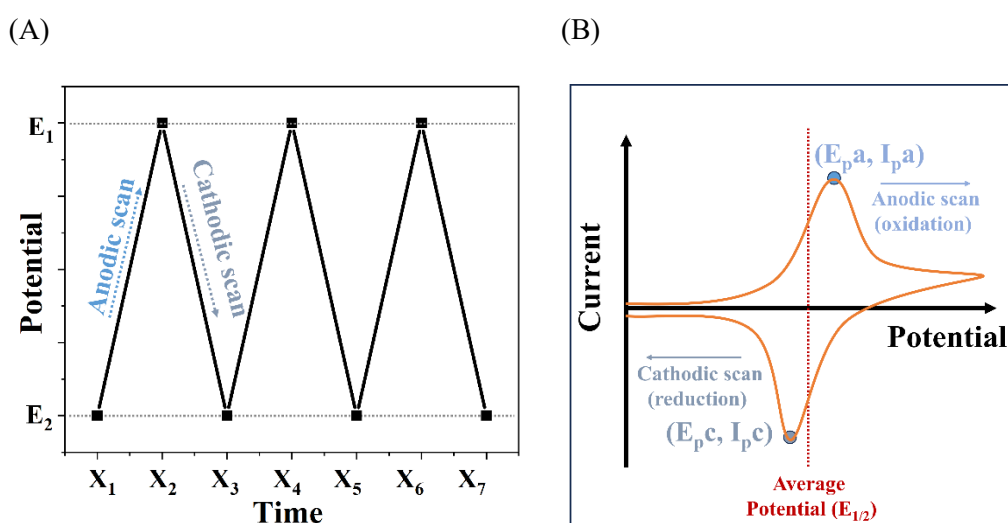 (A)
E1
Anodic scan
Cathodic scan
Potential
E2
X1 X2 X3 X4 X5 X6 X7
Time
(B)
(Epa, Ipa)
Anodic scan
(oxidation)
Current
Potential
Cathodic scan
(reduction)
(Epc, Ipc)
Average
Potential (E1/2)